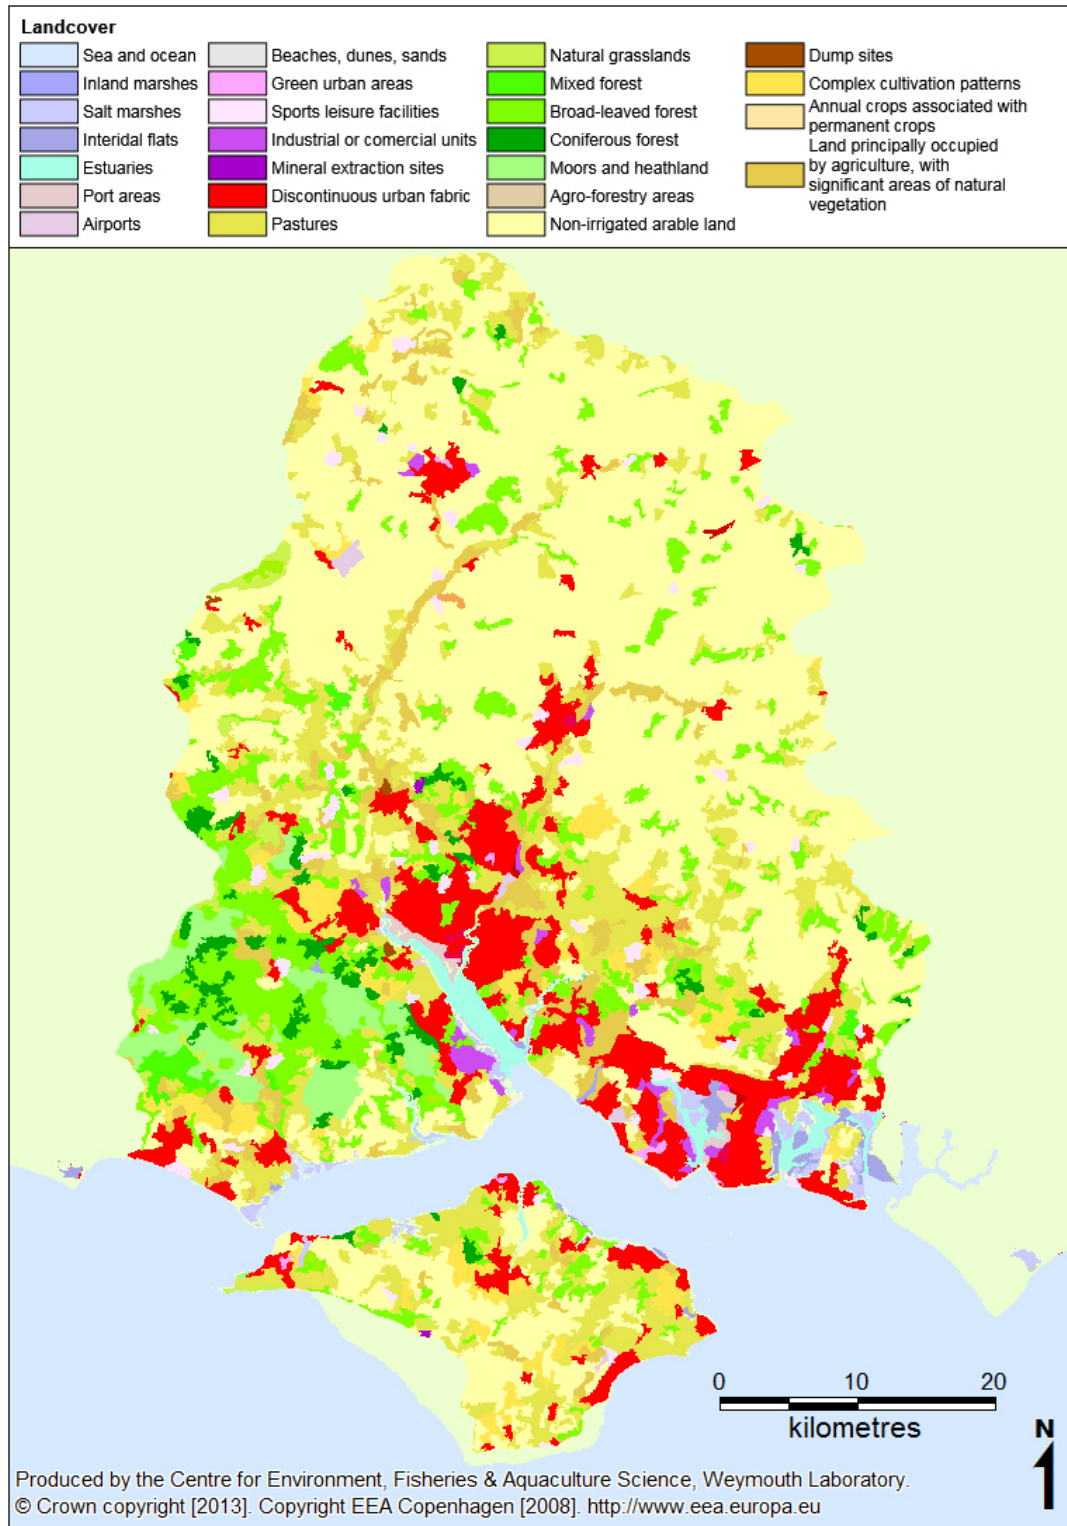 Landcover
Sea and ocean
Inland marshes
Salt marshes
Interidal flats
Estuaries
Port areas
Airports
Beaches, dunes, sands
Green urban areas
Sports leisure facilities
Industrial or comercial units
Mineral extraction sites
Discontinuous urban fabric
Pastures
Natural grasslands
Mixed forest
Broad-leaved forest
Coniferous forest
Moors and heathland
Agro-forestry areas
Non-irrigated arable land
Dump sites
Complex cultivation patterns
Annual crops associated with
permanent crops
Land principally occupied
by agriculture, with
significant areas of natural
vegetation
0 10 20
kilometres
N
Produced by the Centre for Environment, Fisheries & Aquaculture Science, Weymouth Laboratory.
© Crown copyright [2013]. Copyright EEA Copenhagen [2008]. http://www.eea.europa.eu